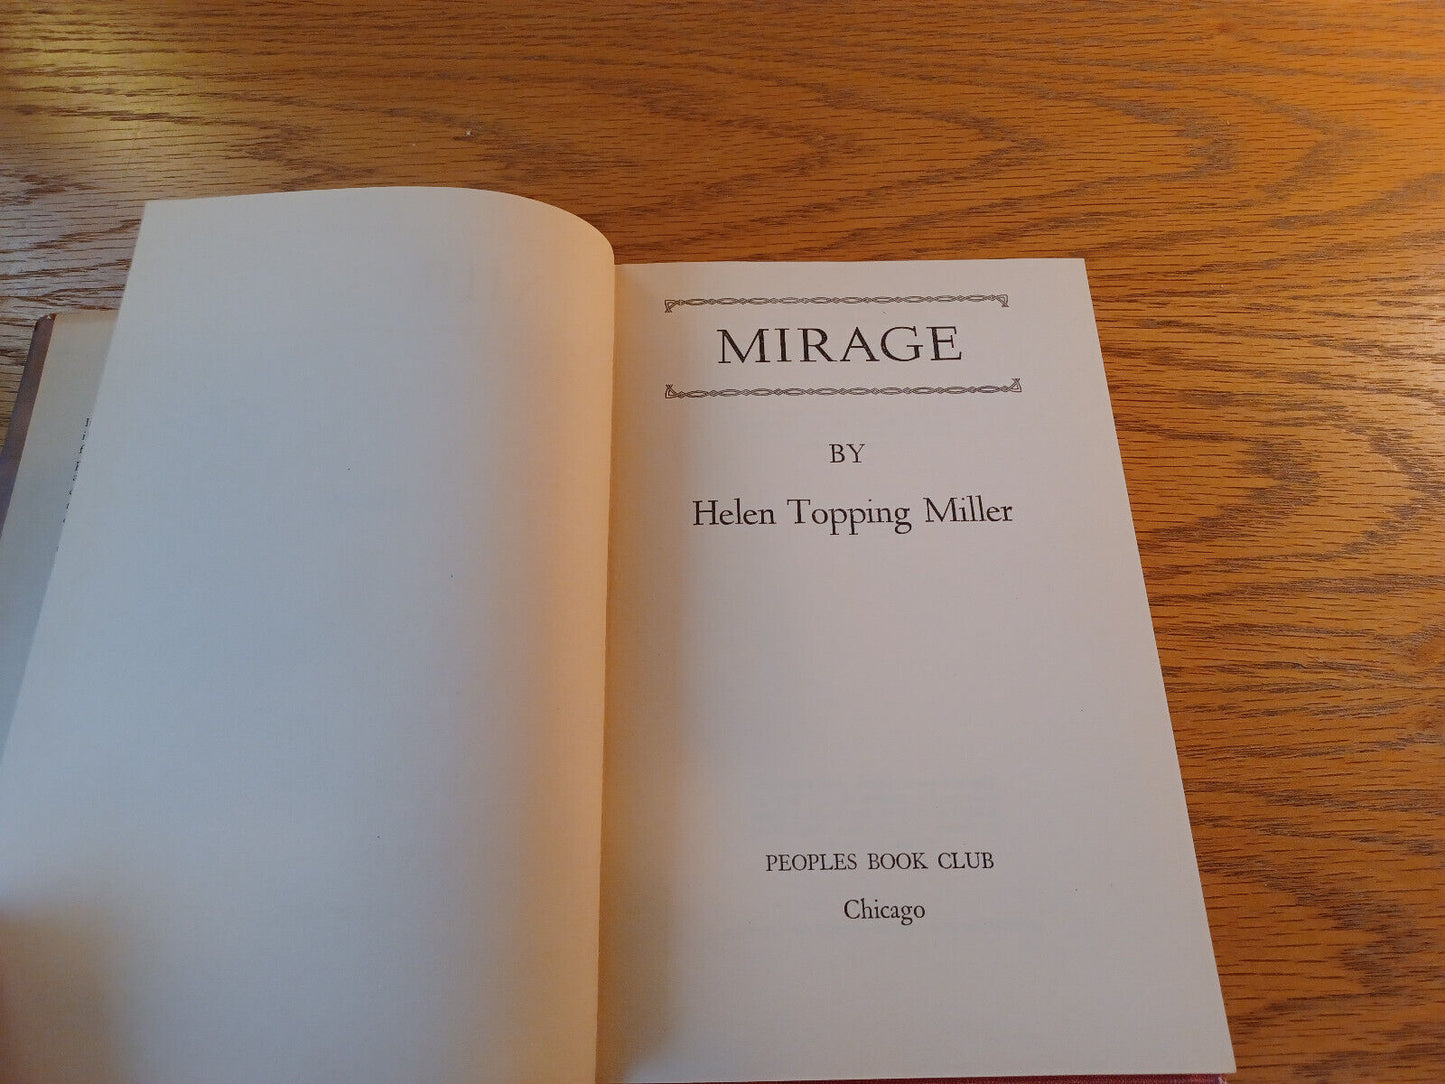 MIRAGE
BY
Helen Topping Miller
PEOPLES BOOK CLUB
Chicago